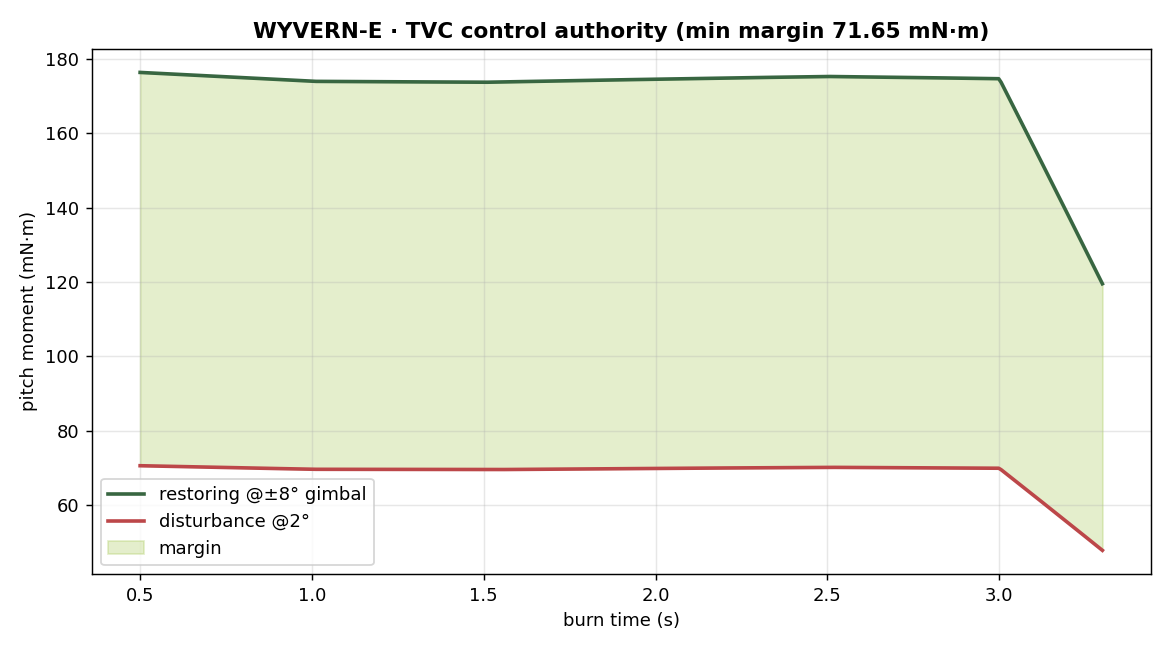 WYVERN-E · TVC control authority (min margin 71.65 mN·m)
pitch moment (mN·m)
180
160
140
120
100
80
60
restoring @±8° gimbal
disturbance @2°
margin
0.5
1.0
1.5
2.0
2.5
3.0
burn time (s)